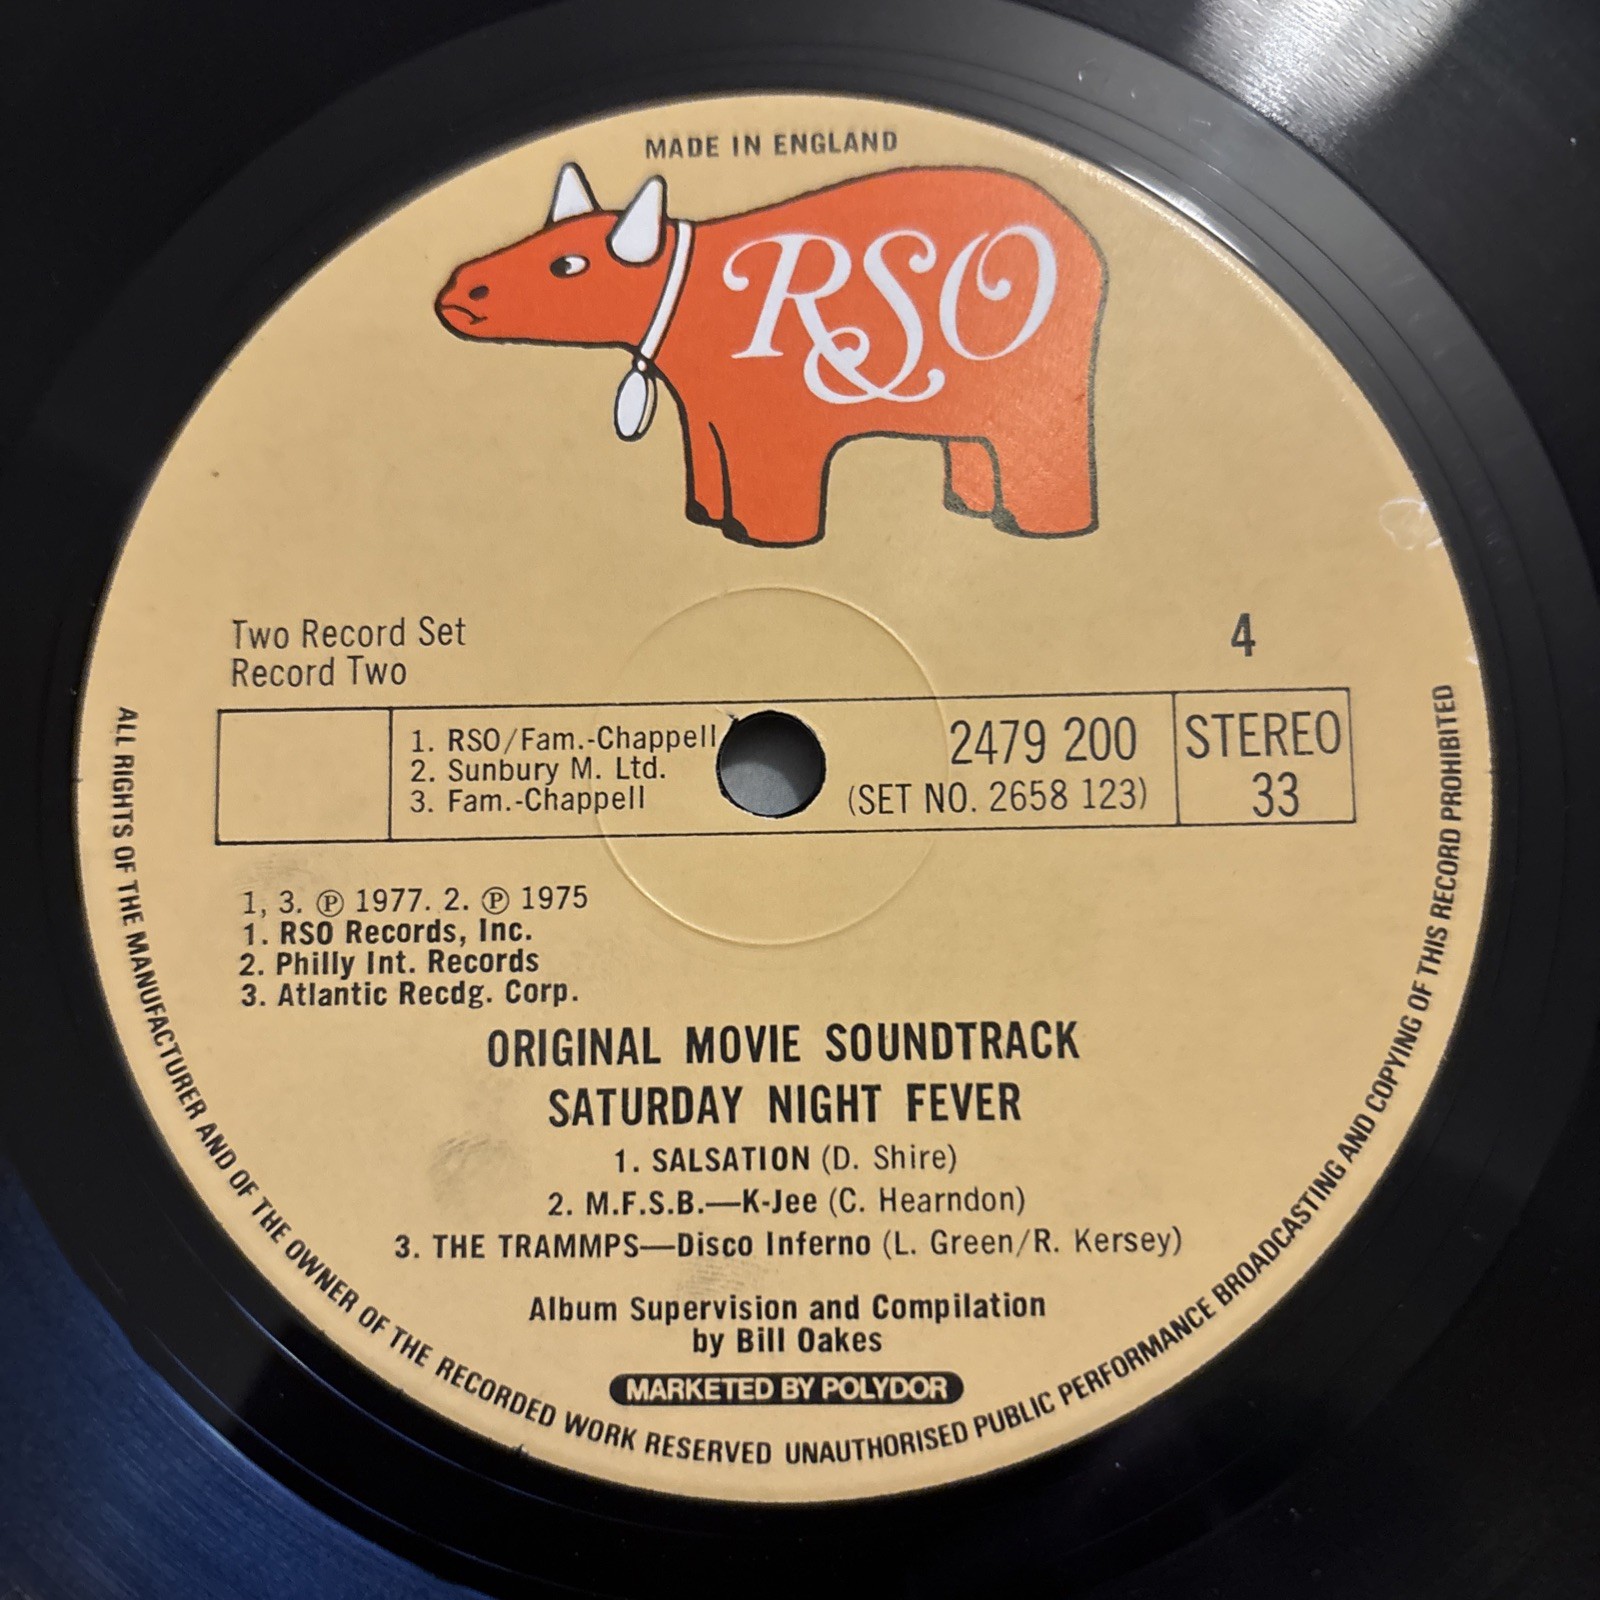 MADE IN ENGLAND
RSO
Two Record Set
Record Two
4
1. RSO/Fam.-Chappell
2. Sunbury M. Ltd.
3. Fam.-Chappell
2479 200
(SET NO. 2658 123)
STEREO
33
1, 3. ℗ 1977. 2. ℗ 1975
1. RSO Records, Inc.
2. Philly Int. Records
3. Atlantic Recdg. Corp.
ORIGINAL MOVIE SOUNDTRACK
SATURDAY NIGHT FEVER
1. SALSATION (D. Shire)
2. M.F.S.B.—K-Jee (C. Hearndon)
3. THE TRAMMPS—Disco Inferno (L. Green/R. Kersey)
Album Supervision and Compilation
by Bill Oakes
MARKETED BY POLYDOR
ALL RIGHTS OF THE MANUFACTURER AND OF THE OWNER OF THE RECORDED WORK RESERVED UNAUTHORISED PUBLIC PERFORMANCE BROADCASTING AND COPYING OF THIS RECORD PROHIBITED